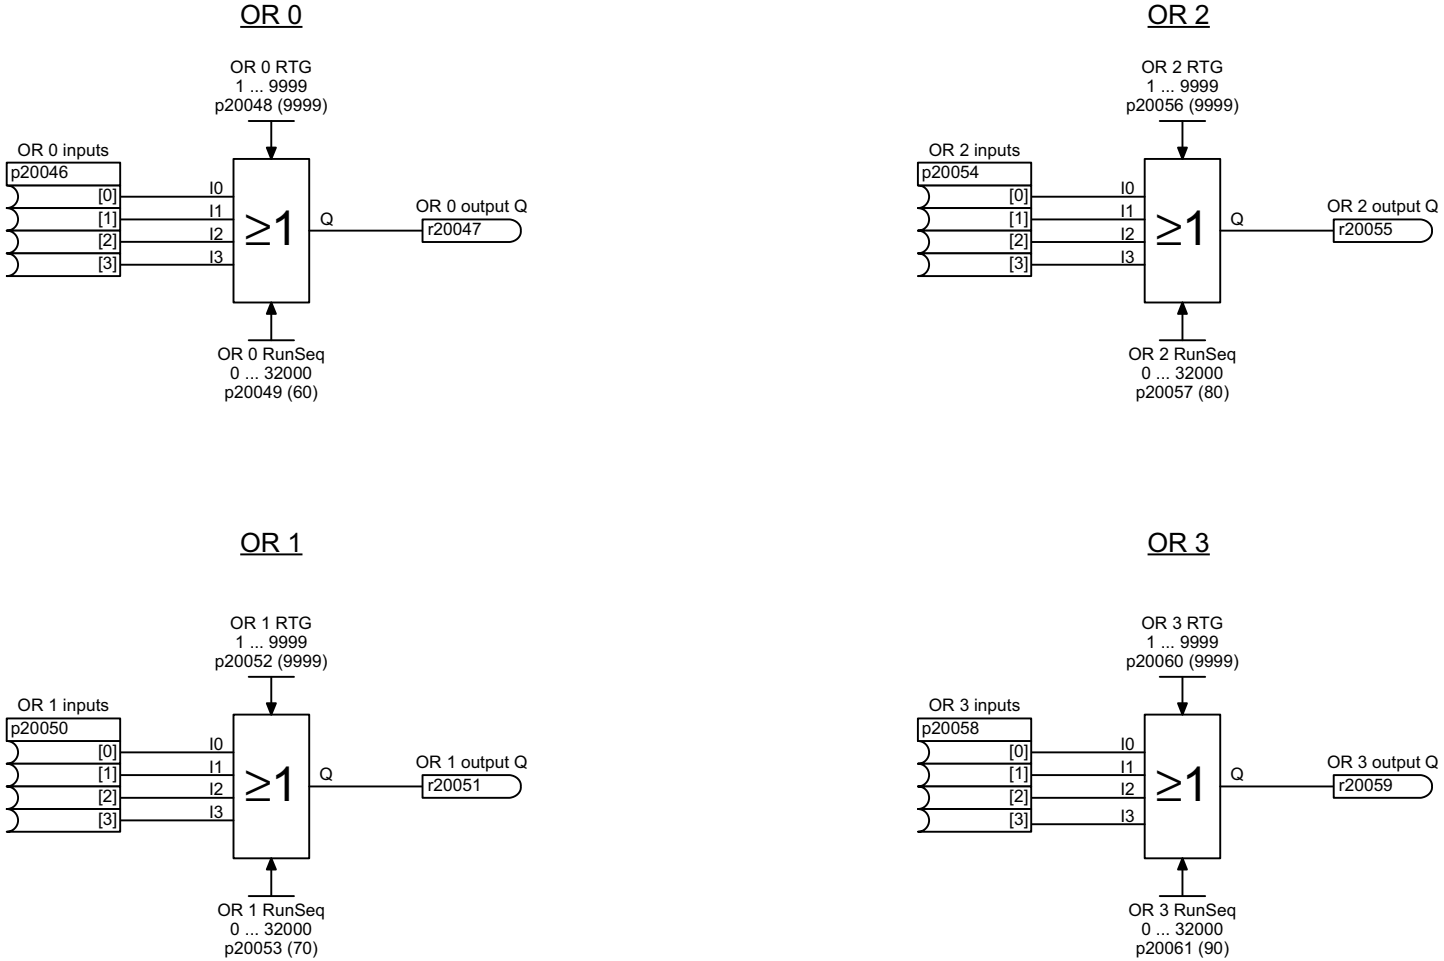 OR 0
OR 0 RTG
1 ... 9999
p20048 (9999)
OR 0 inputs
p20046
[0]
[1]
[2]
[3]
I0
I1
I2
I3
≥1
Q
OR 0 output Q
r20047
OR 0 RunSeq
0 ... 32000
p20049 (60)
OR 2
OR 2 RTG
1 ... 9999
p20056 (9999)
OR 2 inputs
p20054
[0]
[1]
[2]
[3]
I0
I1
I2
I3
≥1
Q
OR 2 output Q
r20055
OR 2 RunSeq
0 ... 32000
p20057 (80)
OR 1
OR 1 RTG
1 ... 9999
p20052 (9999)
OR 1 inputs
p20050
[0]
[1]
[2]
[3]
I0
I1
I2
I3
≥1
Q
OR 1 output Q
r20051
OR 1 RunSeq
0 ... 32000
p20053 (70)
OR 3
OR 3 RTG
1 ... 9999
p20060 (9999)
OR 3 inputs
p20058
[0]
[1]
[2]
[3]
I0
I1
I2
I3
≥1
Q
OR 3 output Q
r20059
OR 3 RunSeq
0 ... 32000
p20061 (90)